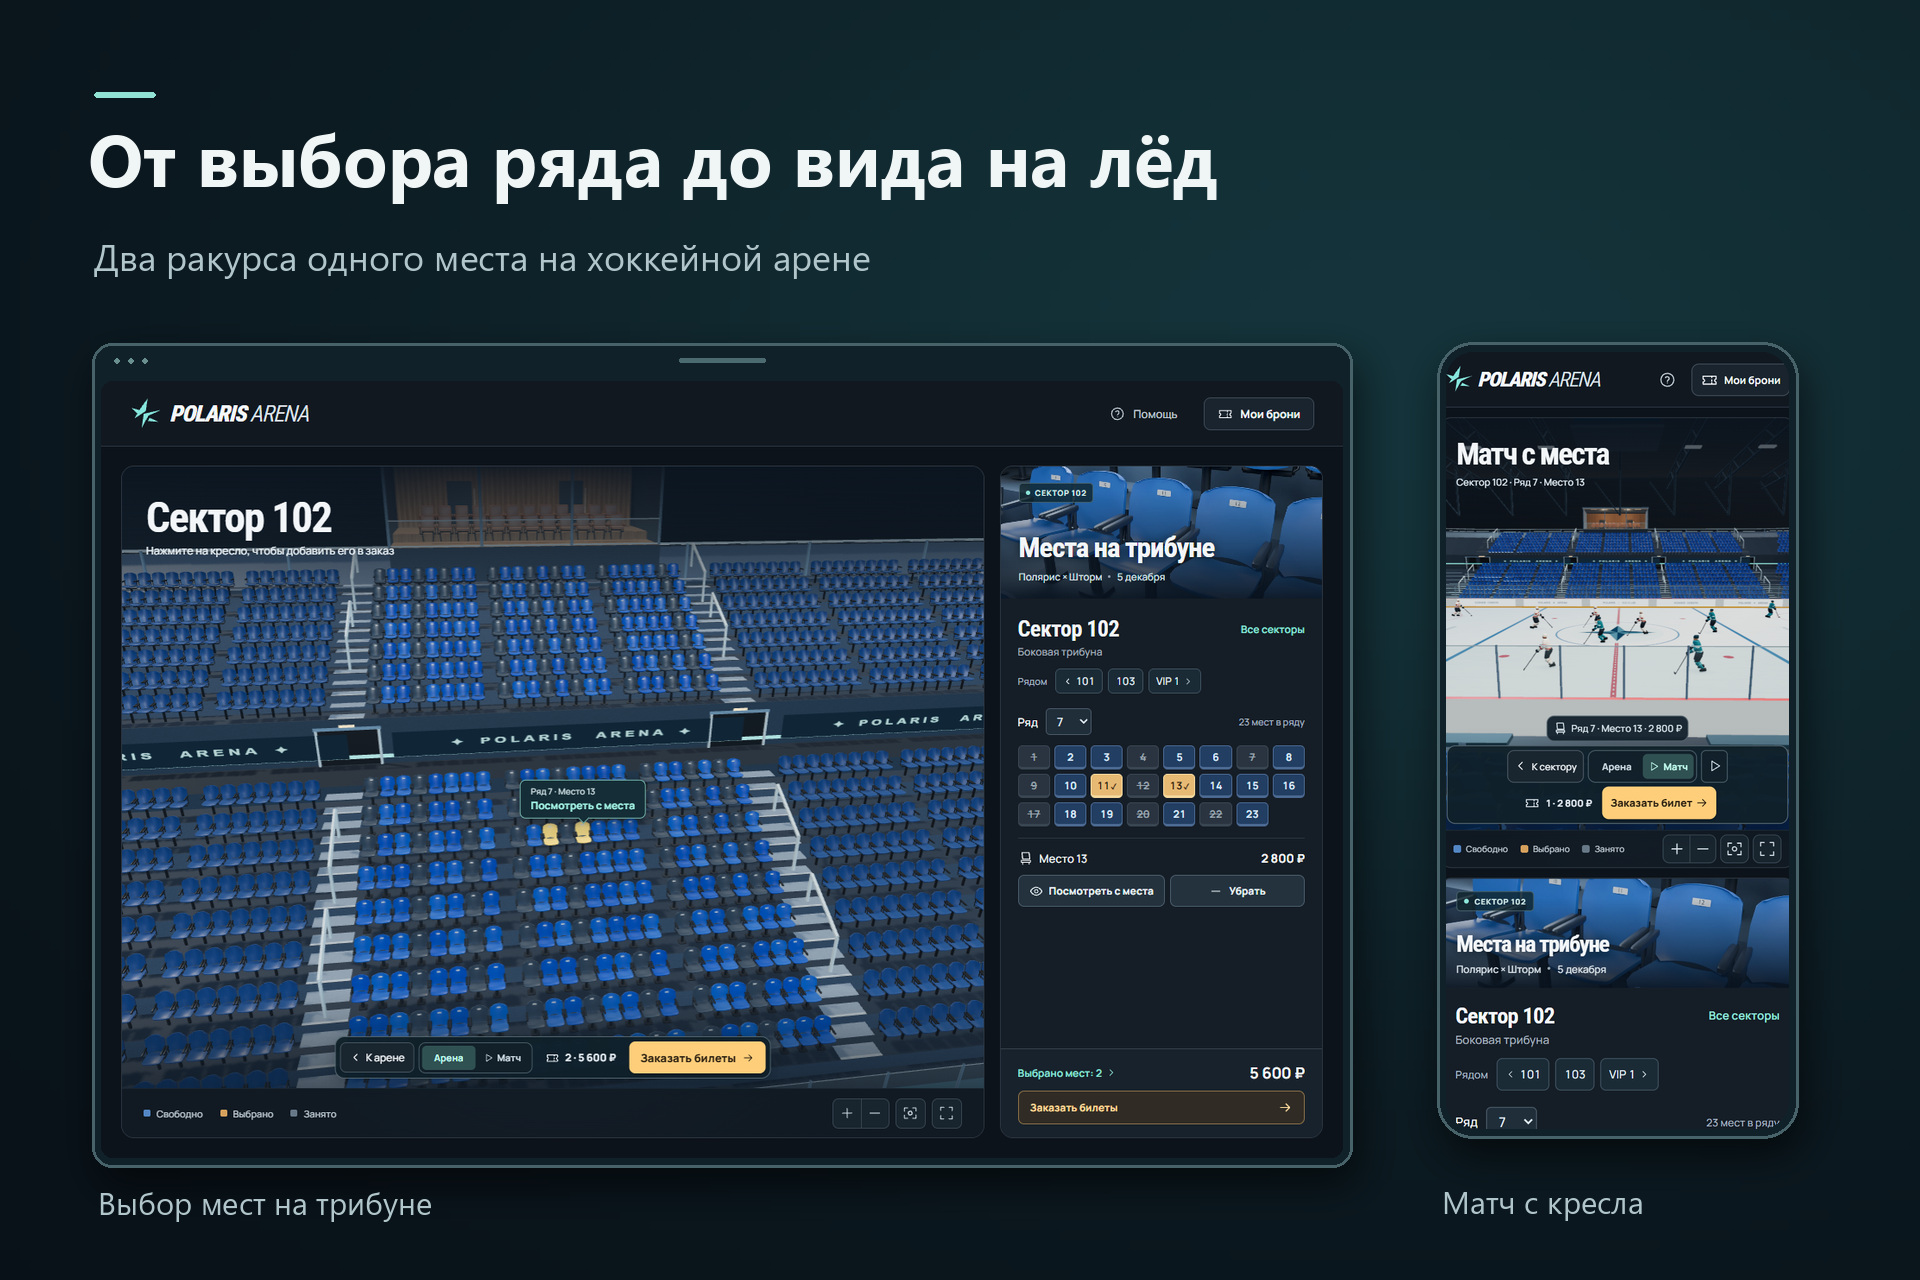 От выбора ряда до вида на лёд
Два ракурса одного места на хоккейной арене
POLARIS ARENA
Помощь
Мои брони
Сектор 102
Нажмите на кресло, чтобы добавить его в заказ
ARENA
POLARIS ARENA
POLARIS AR
Ряд 7 · Место 13
Посмотреть с места
К арене
Арена
Матч
2 · 5 600 ₽
Заказать билеты →
Свободно
Выбрано
Занято
СЕКТОР 102
Места на трибуне
Полярис × Шторм • 5 декабря
Сектор 102
Все секторы
Боковая трибуна
Рядом
‹ 101
103
VIP 1 ›
Ряд
7
23 мест в ряду
1 2 3 4 5 6 7 8
9 10 11✓ 12 13✓ 14 15 16
17 18 19 20 21 22 23
Место 13
2 800 ₽
Посмотреть с места
— Убрать
Выбрано мест: 2 ›
5 600 ₽
Заказать билеты →
Выбор мест на трибуне
POLARIS ARENA
Мои брони
Матч с места
Сектор 102 · Ряд 7 · Место 13
Ряд 7 · Место 13 · 2 800 ₽
К сектору
Арена
Матч
1 · 2 800 ₽
Заказать билет →
Свободно
Выбрано
Занято
СЕКТОР 102
Места на трибуне
Полярис × Шторм • 5 декабря
Сектор 102
Все секторы
Боковая трибуна
Рядом
‹ 101
103
VIP 1 ›
Ряд
7
23 мест в ряду
Матч с кресла